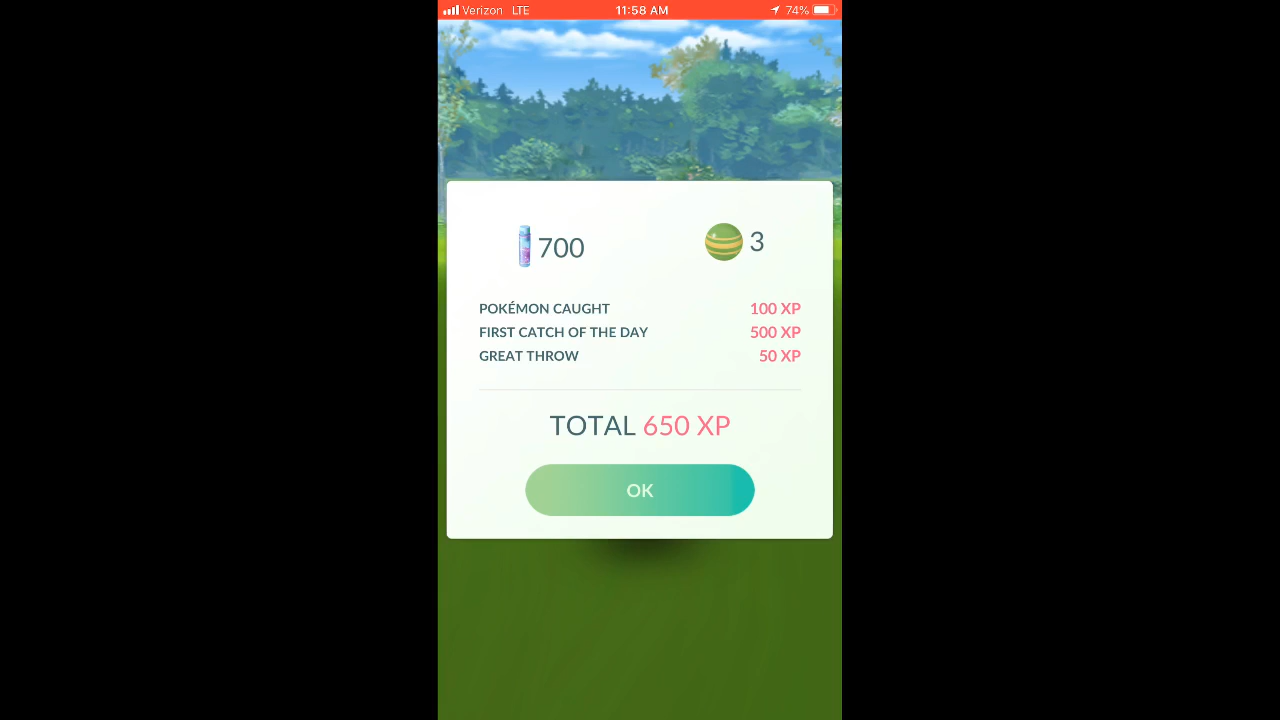 Verizon LTE 11:58 AM 74%
700 3
POKÉMON CAUGHT 100 XP
FIRST CATCH OF THE DAY 500 XP
GREAT THROW 50 XP
TOTAL 650 XP
OK